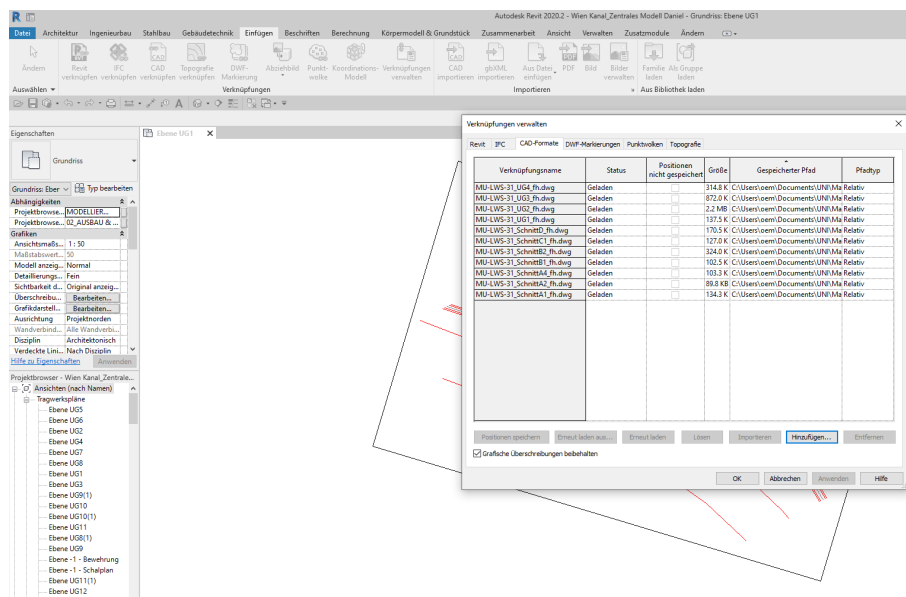 Autodesk Revit 2020.2 - Wien Kanal_Zentrales Modell Daniel - Grundriss: Ebene UG1
Datei Architektur Ingenieurbau Stahlbau Gebäudetechnik Einfügen Beschriften Berechnung Körpermodell & Grundstück Zusammenarbeit Ansicht Verwalten Zusatzmodule Ändern
Ändern
Revit verknüpfen
IFC verknüpfen
CAD verknüpfen
Topografie verknüpfen
DWF- Markierung
Abziehbild
Punkt- wolke
Koordinations- Modell
Verknüpfungen verwalten
CAD importieren
gbXML importieren
Aus Datei einfügen
PDF
Bild
Bilder verwalten
Familie laden
Als Gruppe laden
Auswählen
Verknüpfungen
Importieren
Aus Bibliothek laden
Eigenschaften
Ebene UG1
Grundriss
Grundriss: Eber
Typ bearbeiten
Abhängigkeiten
Projektbrowse... MODELLIER...
Projektbrowse... 02_AUSBAU & ...
Grafiken
Ansichtsmaßs... 1 : 50
Maßstabswert... 50
Modell anzeig... Normal
Detaillierungs... Fein
Sichtbarkeit d... Original anzeig...
Überschreibu... Bearbeiten...
Grafikdarstell... Bearbeiten...
Ausrichtung Projektnorden
Wandverbind... Alle Wandverbi...
Disziplin Architektonisch
Verdeckte Lini... Nach Disziplin
Hilfe zu Eigenschaften Anwenden
Projektbrowser - Wien Kanal_Zentrale...
Ansichten (nach Namen)
Tragwerkspläne
Ebene UG5
Ebene UG6
Ebene UG2
Ebene UG4
Ebene UG7
Ebene UG8
Ebene UG1
Ebene UG3
Ebene UG9(1)
Ebene UG10
Ebene UG10(1)
Ebene UG11
Ebene UG8(1)
Ebene UG9
Ebene -1 - Bewehrung
Ebene -1 - Schalplan
Ebene UG11(1)
Ebene UG12
Verknüpfungen verwalten
Revit IFC CAD-Formate DWF-Markierungen Punktwolken Topografie
Verknüpfungsname Status Positionen nicht gespeichert Größe Gespeicherter Pfad Pfadtyp
MU-LWS-31_UG4_fh.dwg Geladen 314.8 K C:\Users\oem\Documents\UNI\Ma Relativ
MU-LWS-31_UG3_fh.dwg Geladen 872.0 K C:\Users\oem\Documents\UNI\Ma Relativ
MU-LWS-31_UG2_fh.dwg Geladen 2.2 MB C:\Users\oem\Documents\UNI\Ma Relativ
MU-LWS-31_UG1_fh.dwg Geladen 137.5 K C:\Users\oem\Documents\UNI\Ma Relativ
MU-LWS-31_SchnittD_fh.dwg Geladen 170.5 K C:\Users\oem\Documents\UNI\Ma Relativ
MU-LWS-31_SchnittC1_fh.dwg Geladen 127.0 K C:\Users\oem\Documents\UNI\Ma Relativ
MU-LWS-31_SchnittB2_fh.dwg Geladen 324.0 K C:\Users\oem\Documents\UNI\Ma Relativ
MU-LWS-31_SchnittB1_fh.dwg Geladen 102.5 K C:\Users\oem\Documents\UNI\Ma Relativ
MU-LWS-31_SchnittA4_fh.dwg Geladen 103.3 K C:\Users\oem\Documents\UNI\Ma Relativ
MU-LWS-31_SchnittA2_fh.dwg Geladen 89.8 KB C:\Users\oem\Documents\UNI\Ma Relativ
MU-LWS-31_SchnittA1_fh.dwg Geladen 134.3 K C:\Users\oem\Documents\UNI\Ma Relativ
Positionen speichern Erneut laden aus... Erneut laden Lösen Importieren Hinzufügen... Entfernen
Grafische Überschreibungen beibehalten
OK Abbrechen Anwenden Hilfe